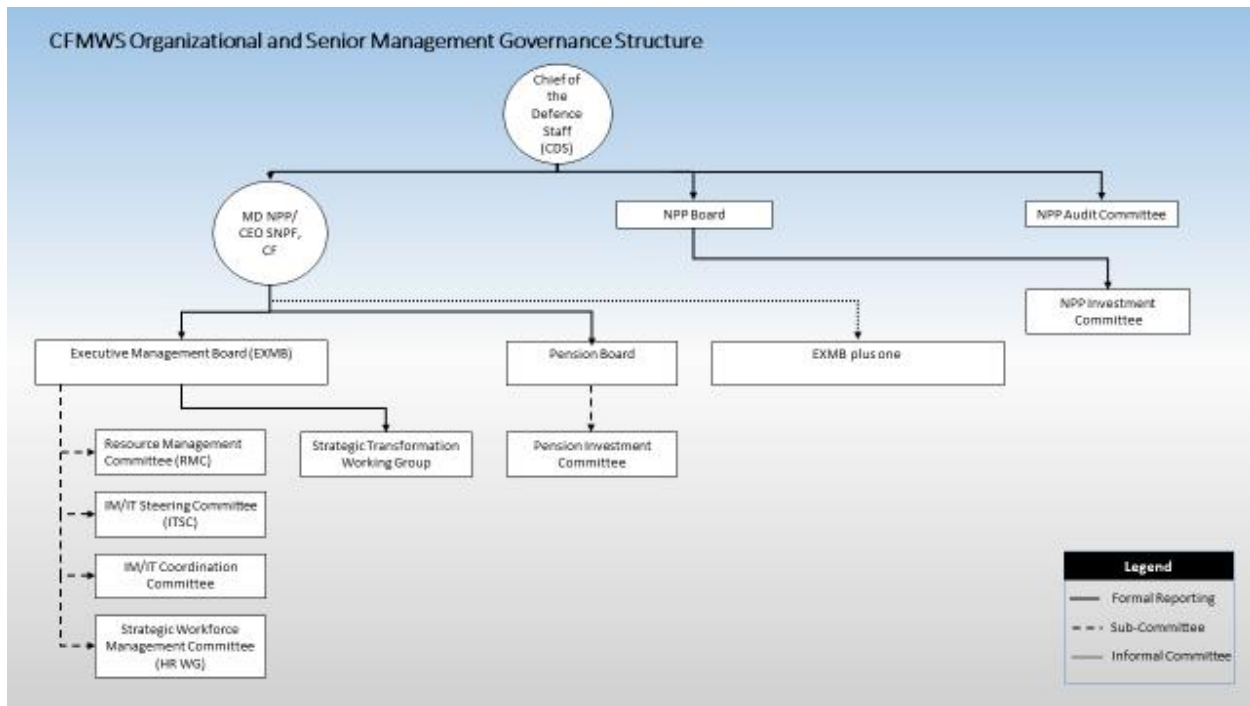 CFMWS Organizational and Senior Management Governance Structure
Chief of
the
Defence
Staff
(CDS)
MD NPP/
CEO SNPF,
CF
NPP Board
NPP Audit Committee
NPP Investment
Committee
Executive Management Board (EXMB)
Pension Board
EXMB plus one
Resource Management
Committee (RMC)
Strategic Transformation
Working Group
Pension Investment
Committee
IM/IT Steering Committee
(ITSC)
IM/IT Coordination
Committee
Strategic Workforce
Management Committee
(HR WG)
Legend
Formal Reporting
Sub-Committee
Informal Committee